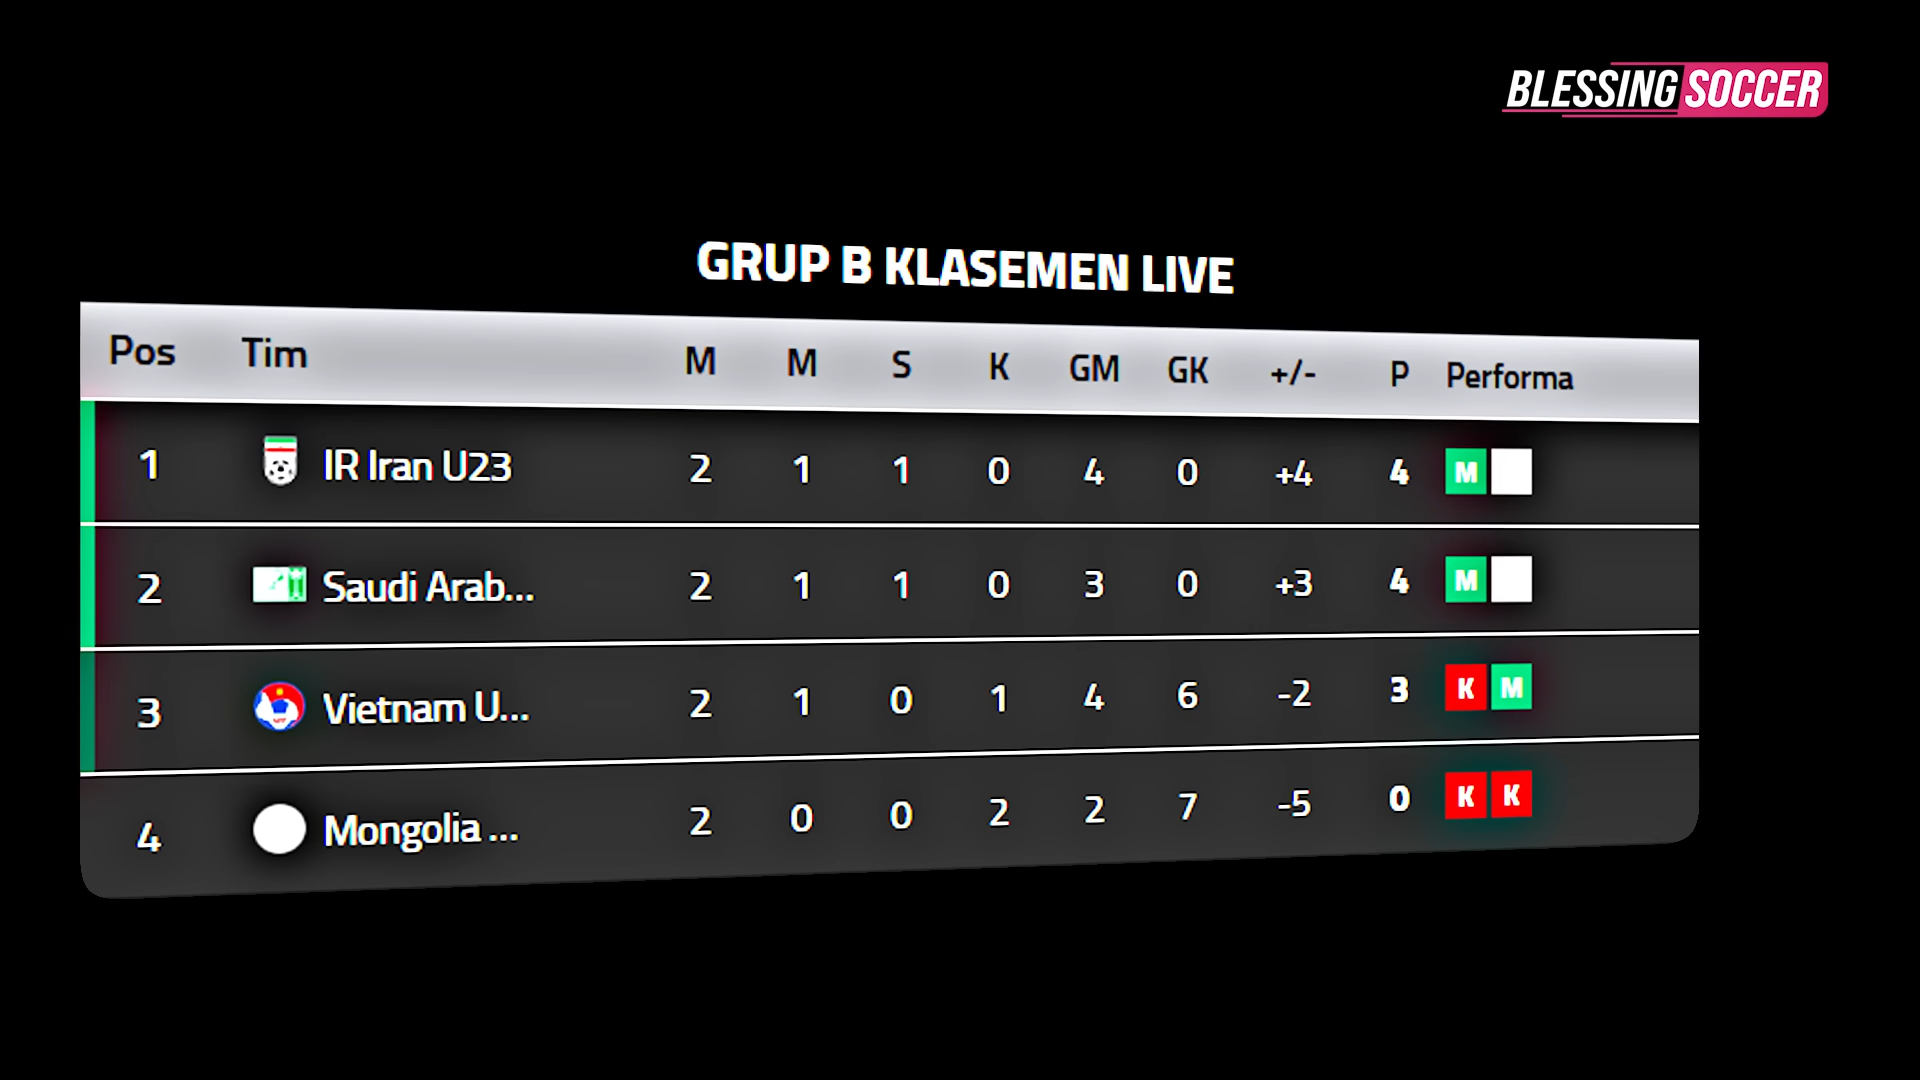 BLESSING SOCCER
GRUP B KLASEMEN LIVE
Pos Tim M M S K GM GK +/- P Performa
1 IR Iran U23 2 1 1 0 4 0 +4 4 M
2 Saudi Arab... 2 1 1 0 3 0 +3 4 M
3 Vietnam U... 2 1 0 1 4 6 -2 3 K M
4 Mongolia ... 2 0 0 2 2 7 -5 0 K K